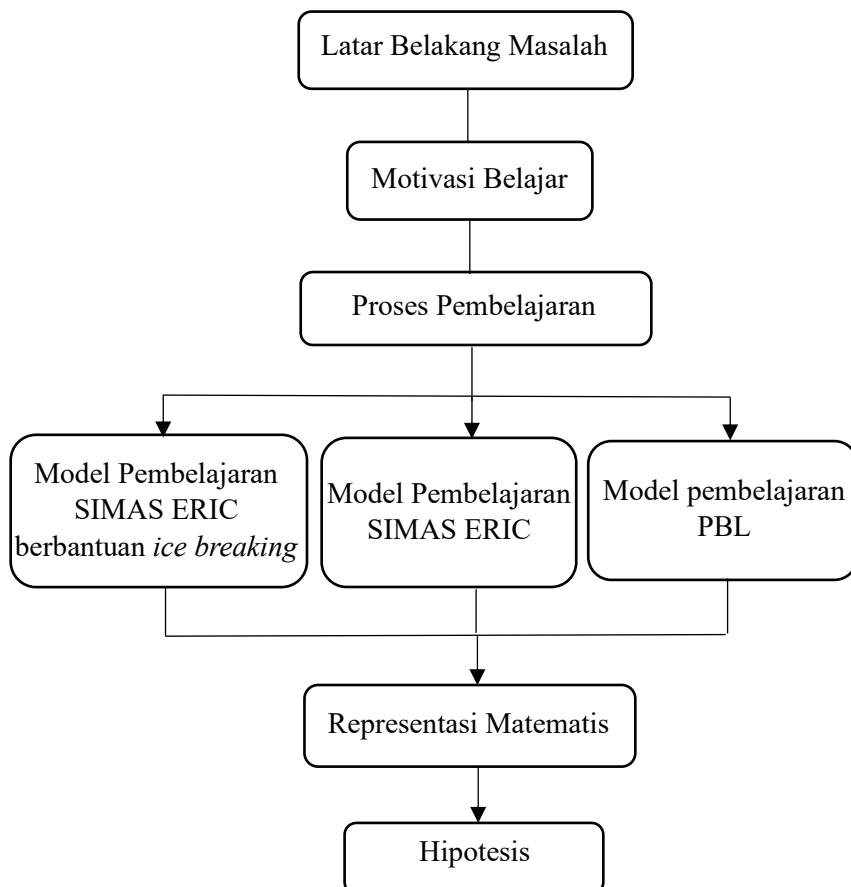 Latar Belakang Masalah
Motivasi Belajar
Proses Pembelajaran
Model Pembelajaran
SIMAS ERIC
berbantuan ice breaking
Model Pembelajaran
SIMAS ERIC
Model pembelajaran
PBL
Representasi Matematis
Hipotesis